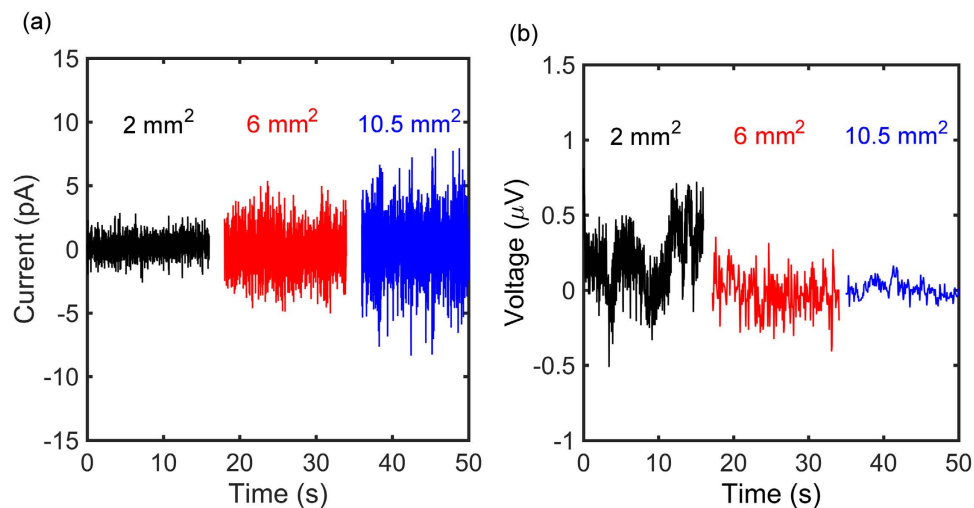 (a)
15
10
5
0
-5
-10
-15
Current (pA)
2 mm²
6 mm²
10.5 mm²
0 10 20 30 40 50
Time (s)
(b)
1.5
1
0.5
0
-0.5
-1
Voltage (μV)
2 mm²
6 mm²
10.5 mm²
0 10 20 30 40 50
Time (s)